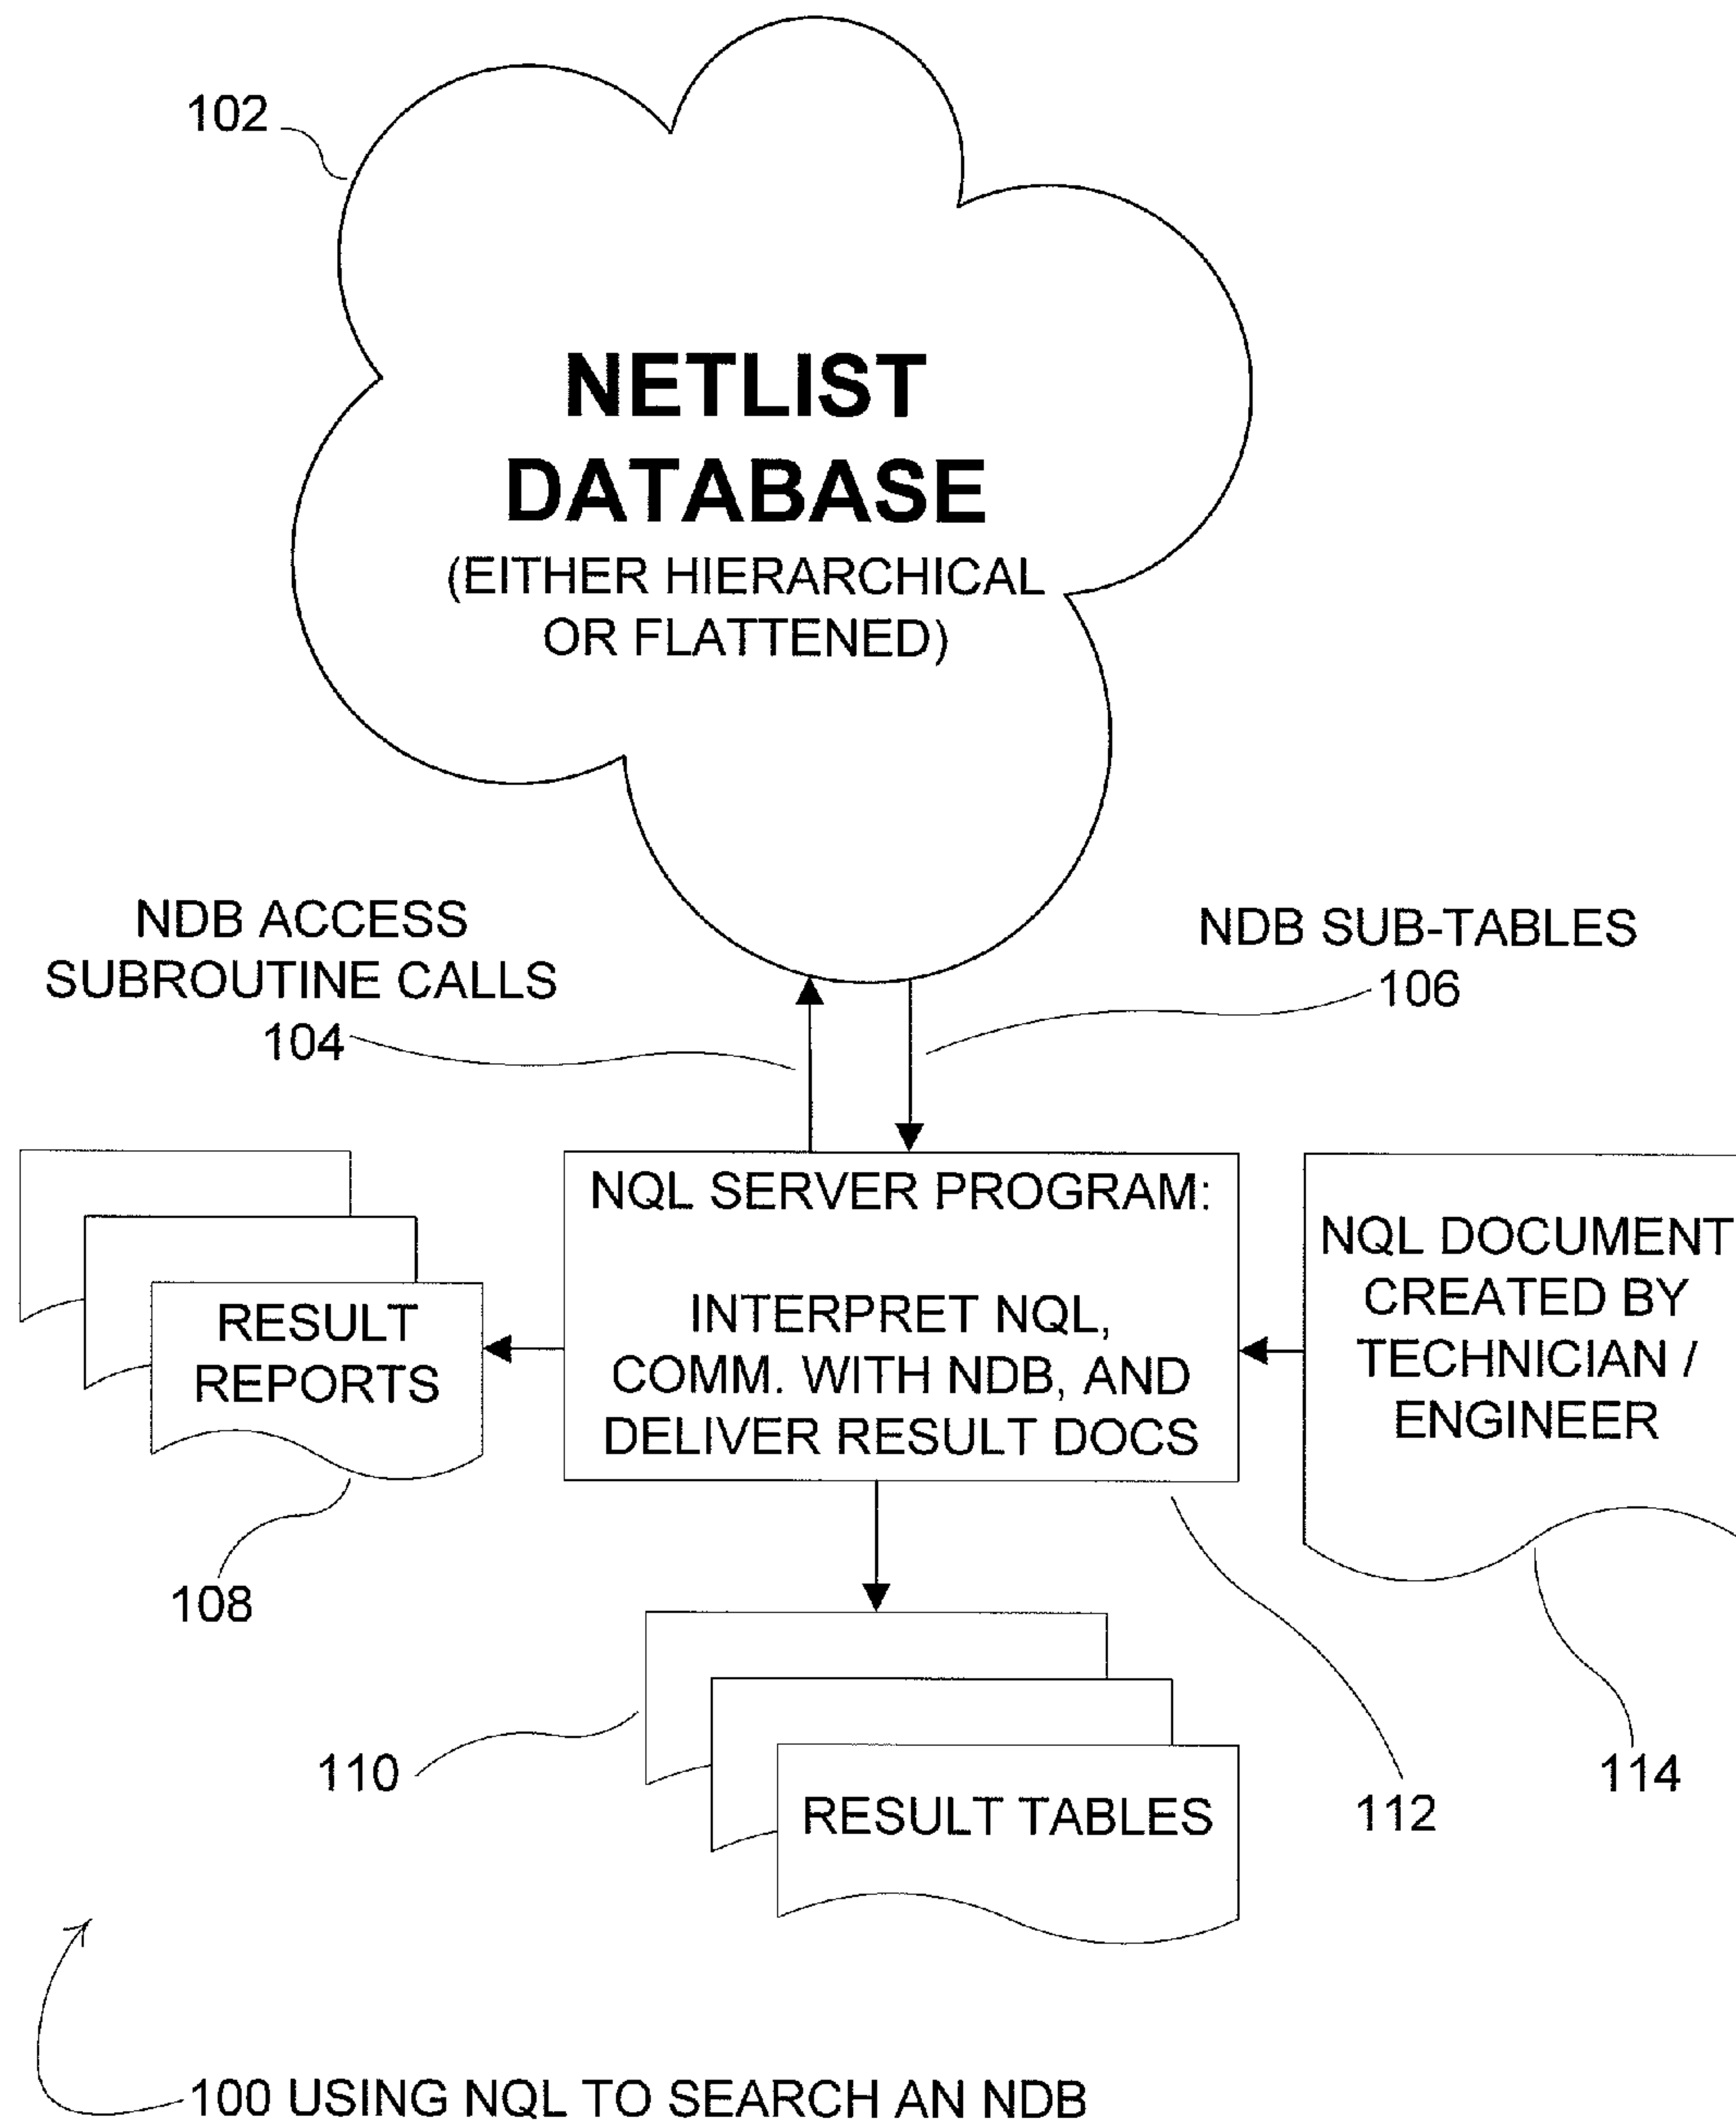 102
NETLIST
DATABASE
(EITHER HIERARCHICAL
OR FLATTENED)
NDB ACCESS
SUBROUTINE CALLS
104
NDB SUB-TABLES
106
NQL SERVER PROGRAM:
INTERPRET NQL,
COMM. WITH NDB, AND
DELIVER RESULT DOCS
NQL DOCUMENT
CREATED BY
TECHNICIAN /
ENGINEER
RESULT
REPORTS
108
110
RESULT TABLES
112
114
100 USING NQL TO SEARCH AN NDB